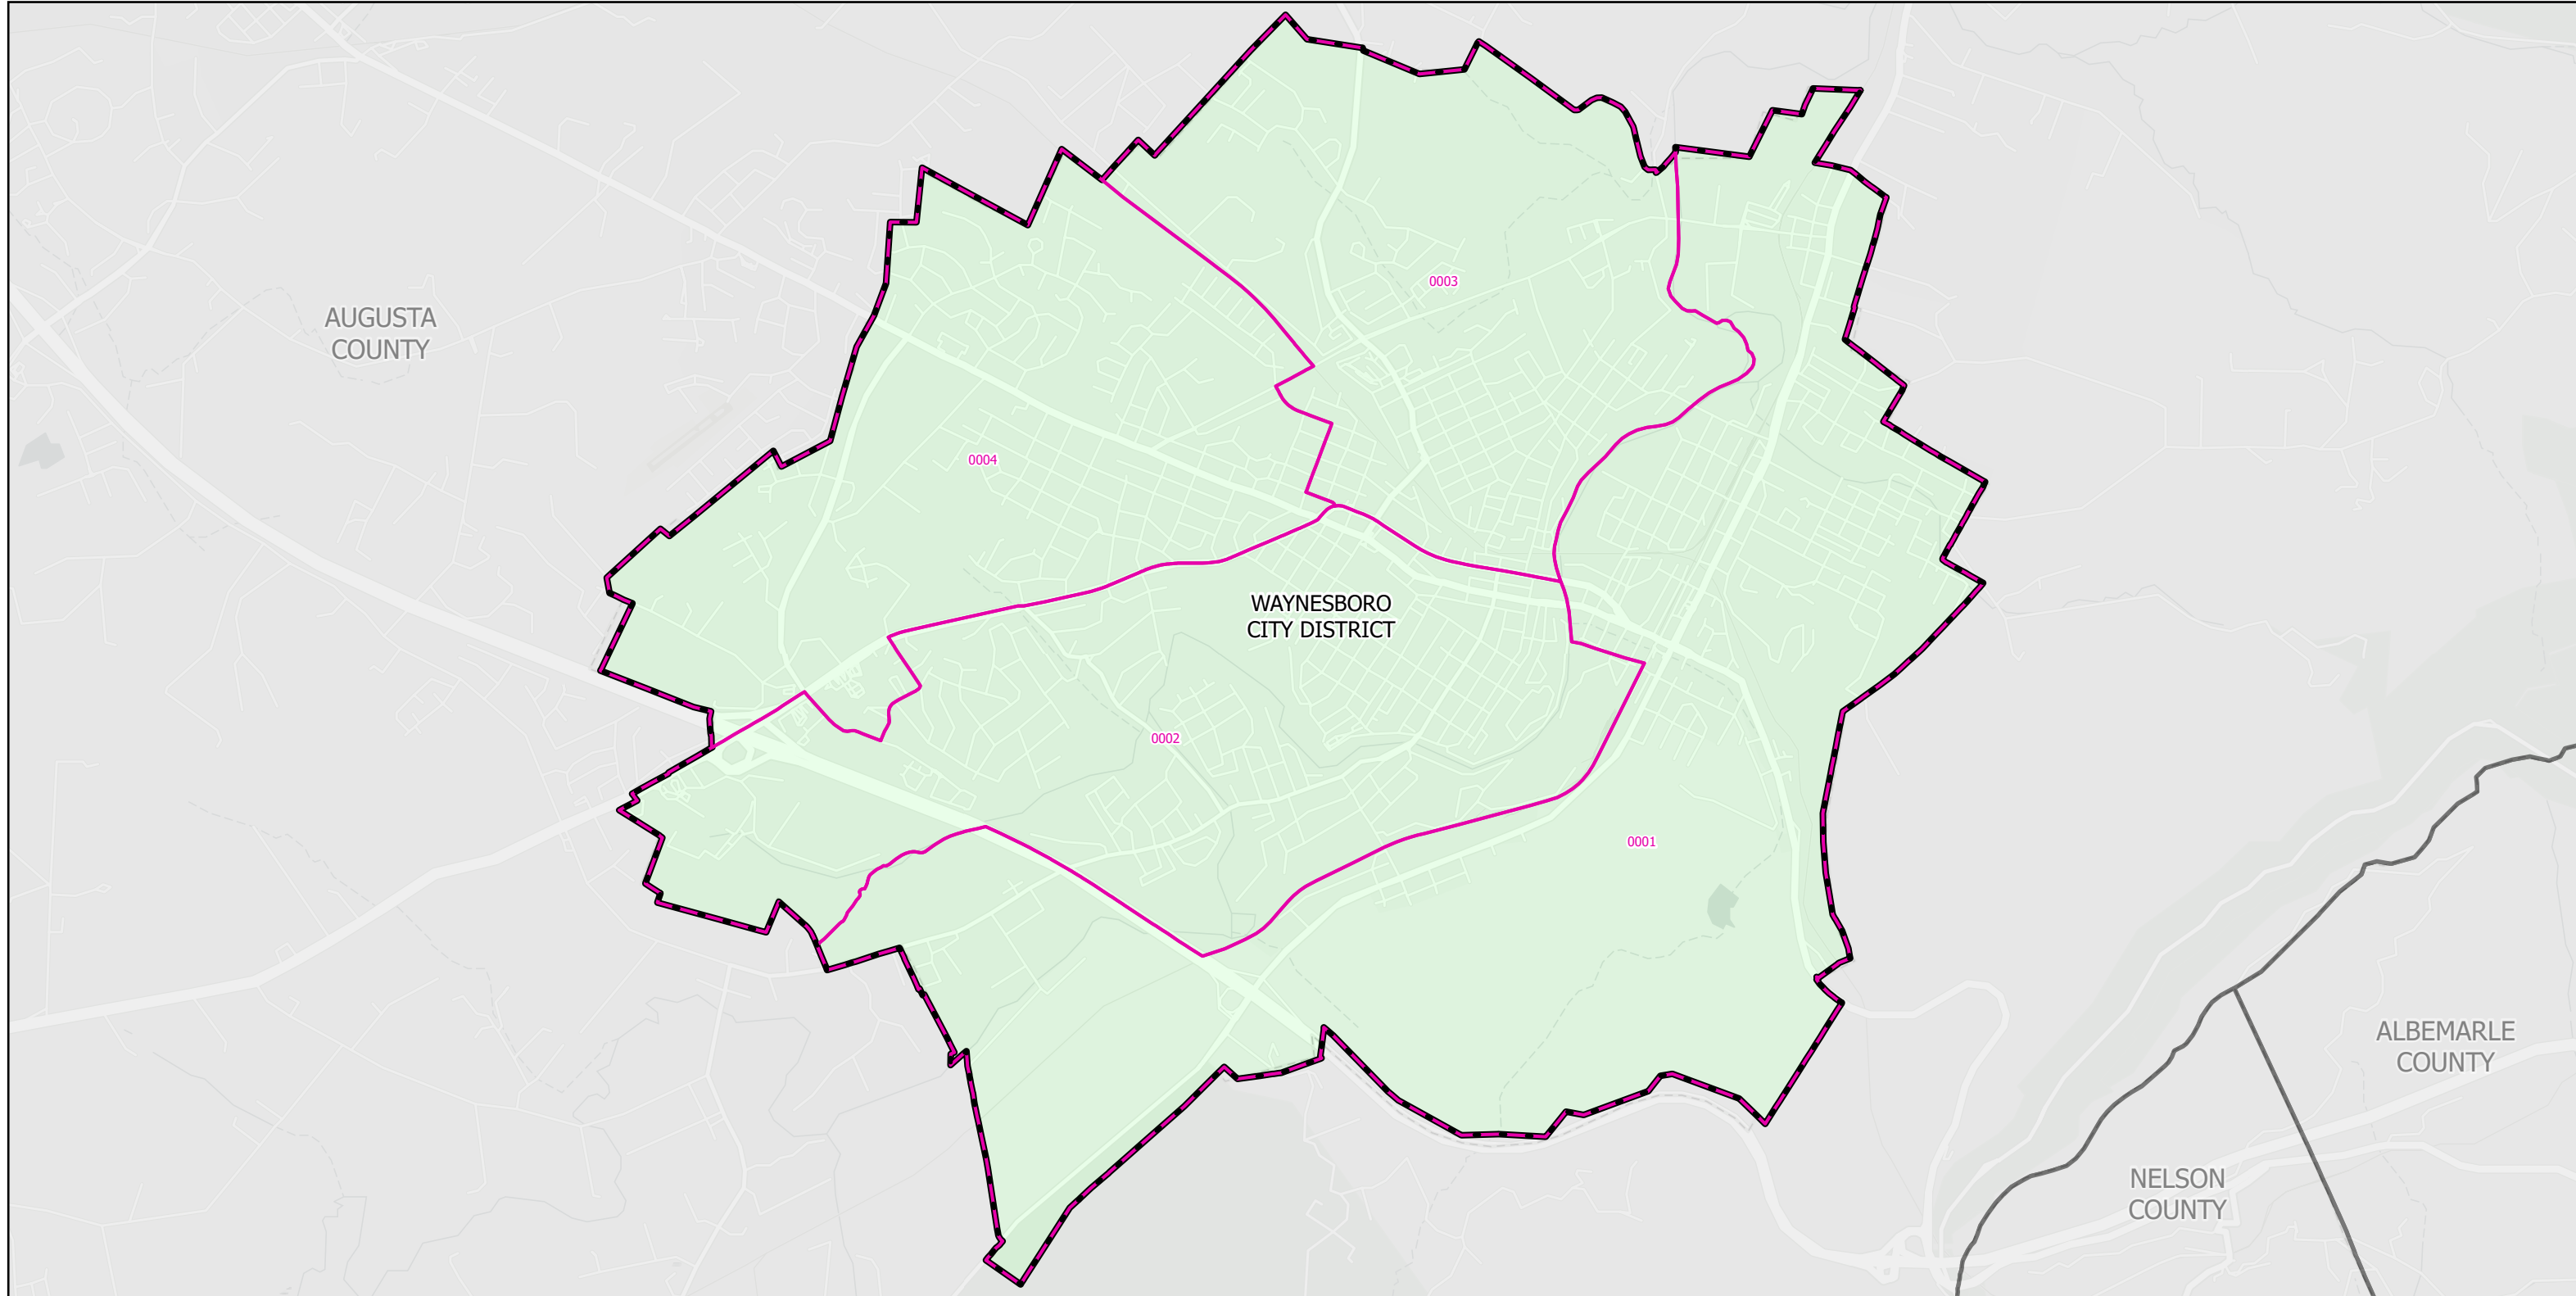 0003
AUGUSTA
COUNTY
0004
WAYNESBORO
CITY DISTRICT
0002
0001
ALBEMARLE
COUNTY
NELSON
COUNTY